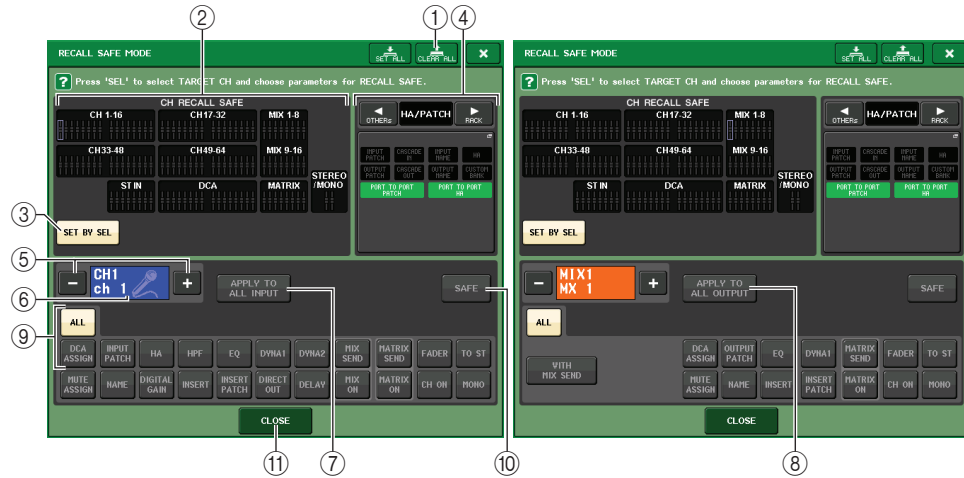 ② ① ④
RECALL SAFE MODE SET ALL CLEAR ALL ×
? Press 'SEL' to select TARGET CH and choose parameters for RECALL SAFE.
CH RECALL SAFE
CH 1-16 CH17-32 MIX 1-8
CH33-48 CH49-64 MIX 9-16
ST IN DCA MATRIX STEREO
/MONO
OTHERs HA/PATCH RACK
INPUT
PATCH CASCADE
IN INPUT
NAME HA
OUTPUT
PATCH CASCADE
OUT OUTPUT
NAME CUSTOM
BANK
PORT TO PORT
PATCH PORT TO PORT
HA
③
SET BY SEL
⑤
− CH1
ch 1 +
⑥
APPLY TO
ALL INPUT
SAFE
⑨
ALL
DCA
ASSIGN INPUT
PATCH HA HPF EQ DYNA1 DYNA2 MIX
SEND MATRIX
SEND FADER TO ST
MUTE
ASSIGN NAME DIGITAL
GAIN INSERT INSERT
PATCH DIRECT
OUT DELAY MIX
ON MATRIX
ON CH ON MONO
CLOSE
⑪ ⑦ ⑩
RECALL SAFE MODE SET ALL CLEAR ALL ×
? Press 'SEL' to select TARGET CH and choose parameters for RECALL SAFE.
CH RECALL SAFE
CH 1-16 CH17-32 MIX 1-8
CH33-48 CH49-64 MIX 9-16
ST IN DCA MATRIX STEREO
/MONO
OTHERs HA/PATCH RACK
INPUT
PATCH CASCADE
IN INPUT
NAME HA
OUTPUT
PATCH CASCADE
OUT OUTPUT
NAME CUSTOM
BANK
PORT TO PORT
PATCH PORT TO PORT
HA
SET BY SEL
− MIX1
MX 1 +
APPLY TO
ALL OUTPUT
SAFE
ALL
WITH
MIX SEND
DCA
ASSIGN OUTPUT
PATCH EQ DYNA1 MATRIX
SEND FADER TO ST
MUTE
ASSIGN NAME INSERT INSERT
PATCH MATRIX
ON CH ON MONO
CLOSE
⑧